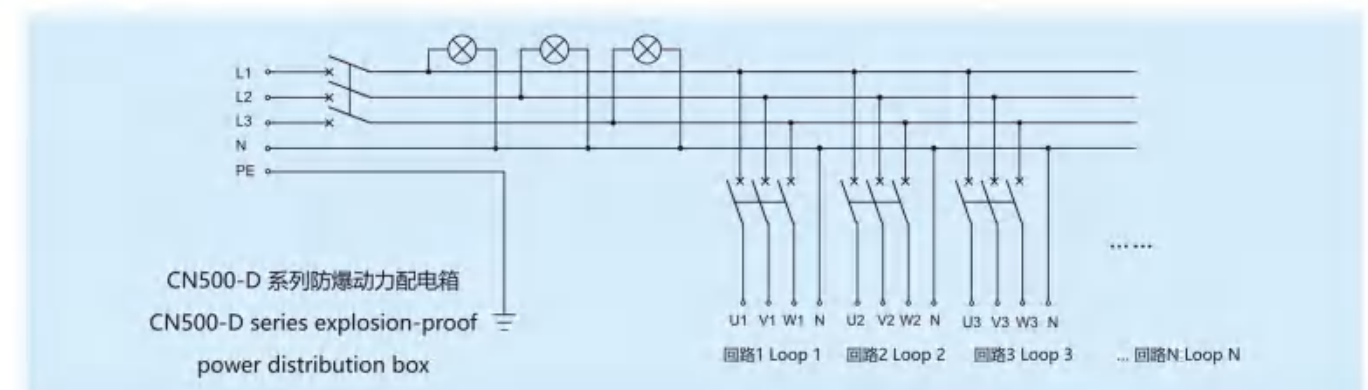 L1
L2
L3
N
PE
CN500-D 系列防爆动力配电箱
CN500-D series explosion-proof
power distribution box
U1 V1 W1 N U2 V2 W2 N U3 V3 W3 N
回路1 Loop 1 回路2 Loop 2 回路3 Loop 3 ... 回路N Loop N
......